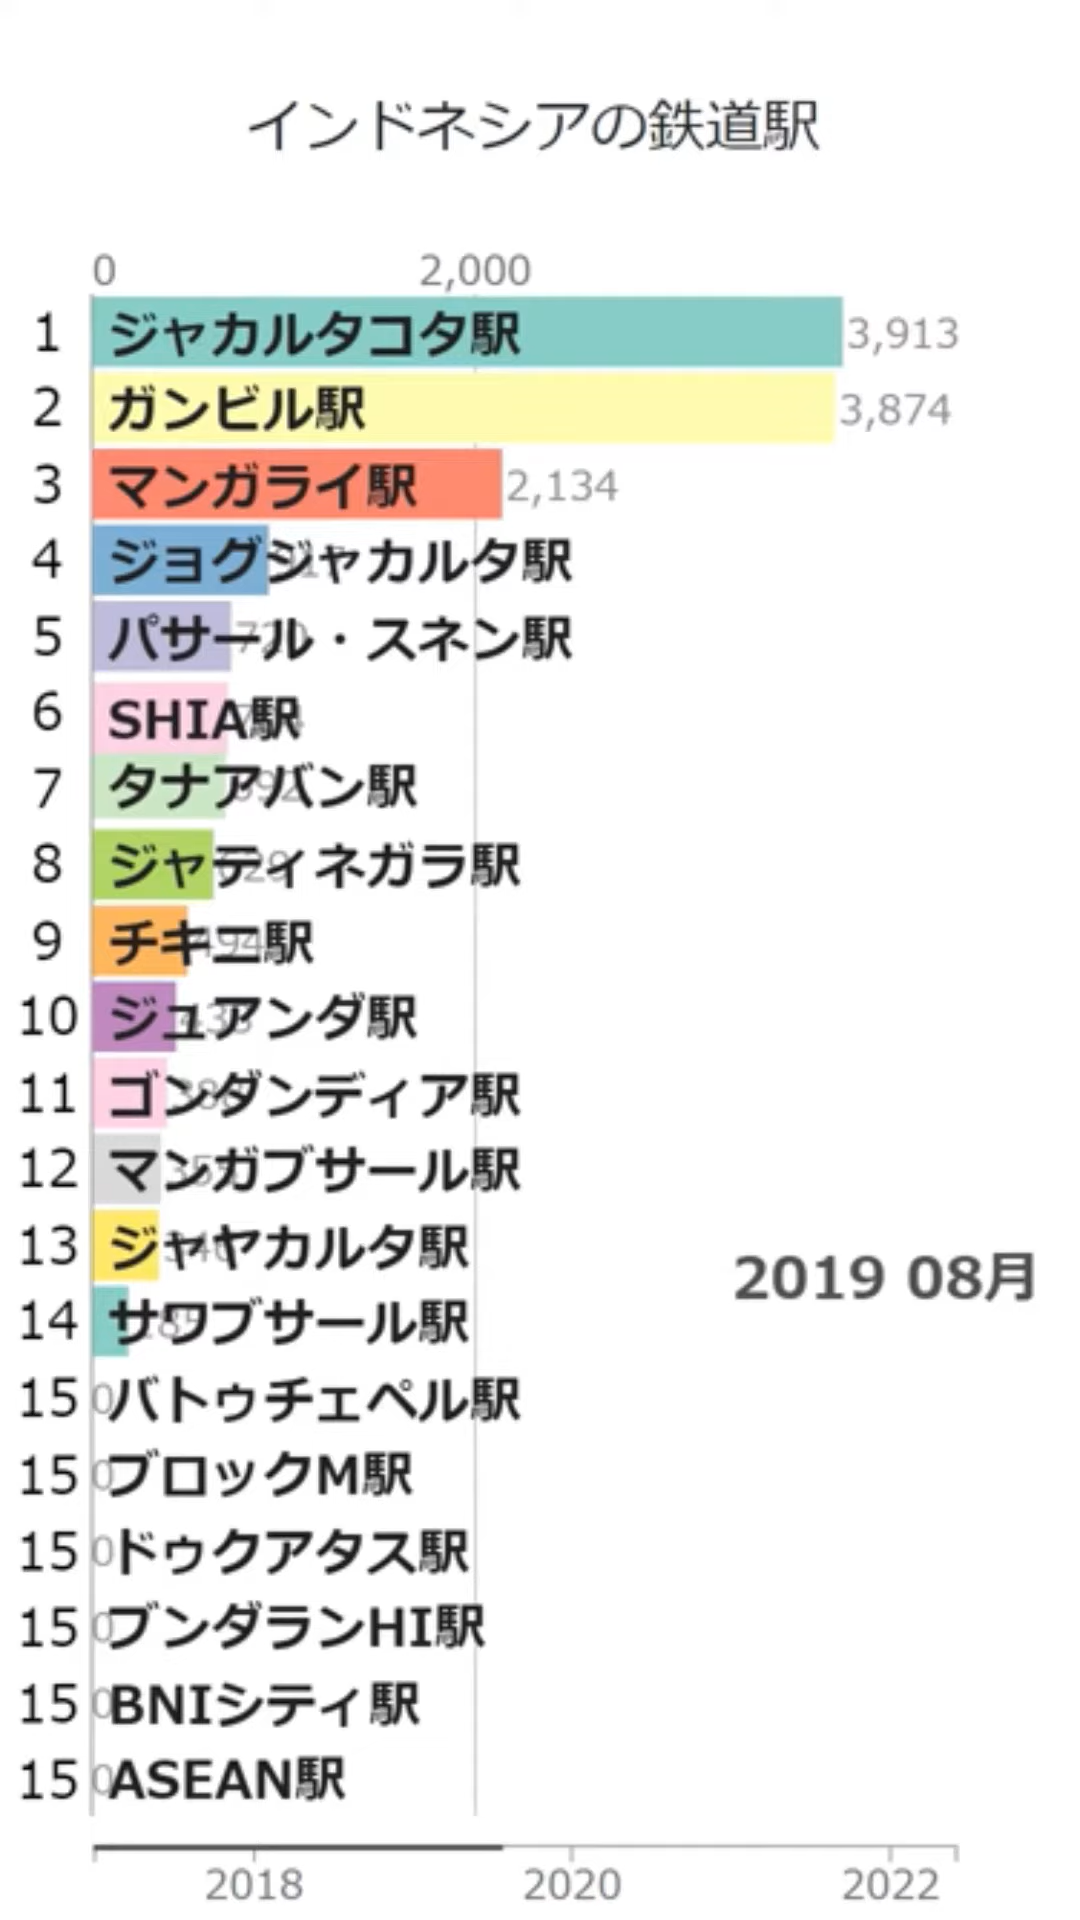 インドネシアの鉄道駅
0 2,000
1 ジャカルタコタ駅 3,913
2 ガンビル駅 3,874
3 マンガライ駅 2,134
4 ジョグジャカルタ駅
5 パサール・スネン駅
6 SHIA駅
7 タナアバン駅
8 ジャティネガラ駅
9 チキニ駅
10 ジュアンダ駅
11 ゴンダンディア駅
12 マンガブサール駅
13 ジャヤカルタ駅
2019 08月
14 サワブサール駅
15 0 バトゥチェペル駅
15 0 ブロックM駅
15 0 ドゥクアタス駅
15 0 ブンダランHI駅
15 0 BNIシティ駅
15 0 ASEAN駅
2018 2020 2022